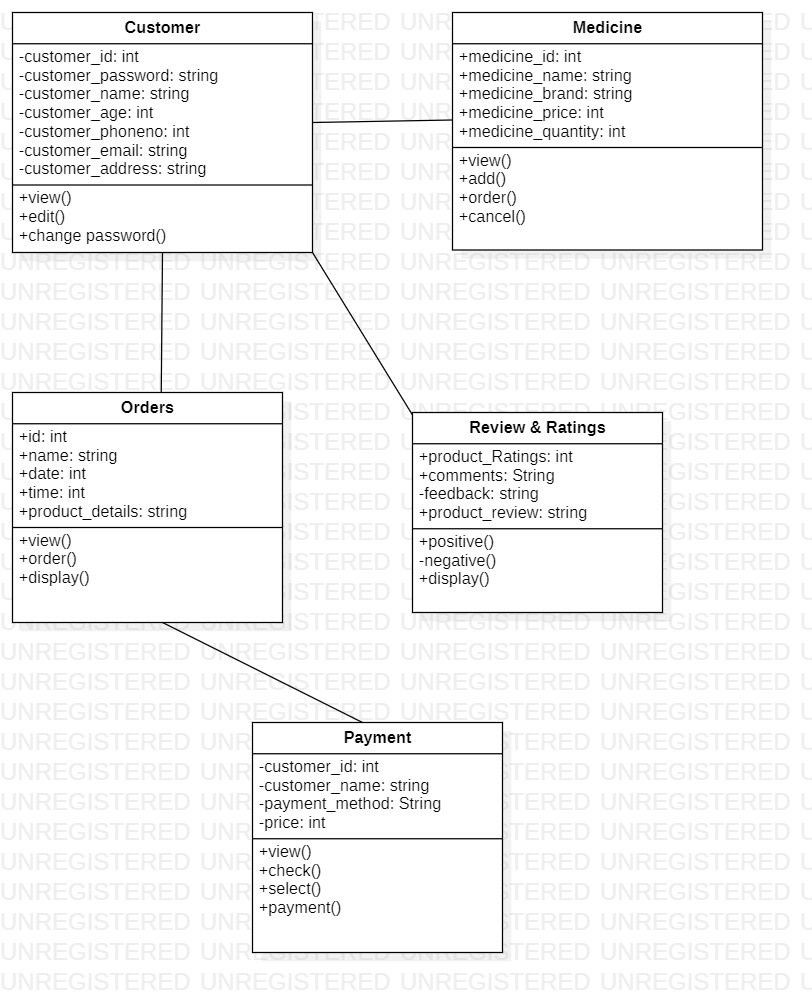 Customer
-customer_id: int
-customer_password: string
-customer_name: string
-customer_age: int
-customer_phoneno: int
-customer_email: string
-customer_address: string
+view()
+edit()
+change password()
Medicine
+medicine_id: int
+medicine_name: string
+medicine_brand: string
+medicine_price: int
+medicine_quantity: int
+view()
+add()
+order()
+cancel()
Orders
+id: int
+name: string
+date: int
+time: int
+product_details: string
+view()
+order()
+display()
Review & Ratings
+product_Ratings: int
+comments: String
-feedback: string
+product_review: string
+positive()
-negative()
+display()
Payment
-customer_id: int
-customer_name: string
-payment_method: String
-price: int
+view()
+check()
+select()
+payment()
UNREGISTERED UNREGISTERED UNREGISTERED UNREGISTERED